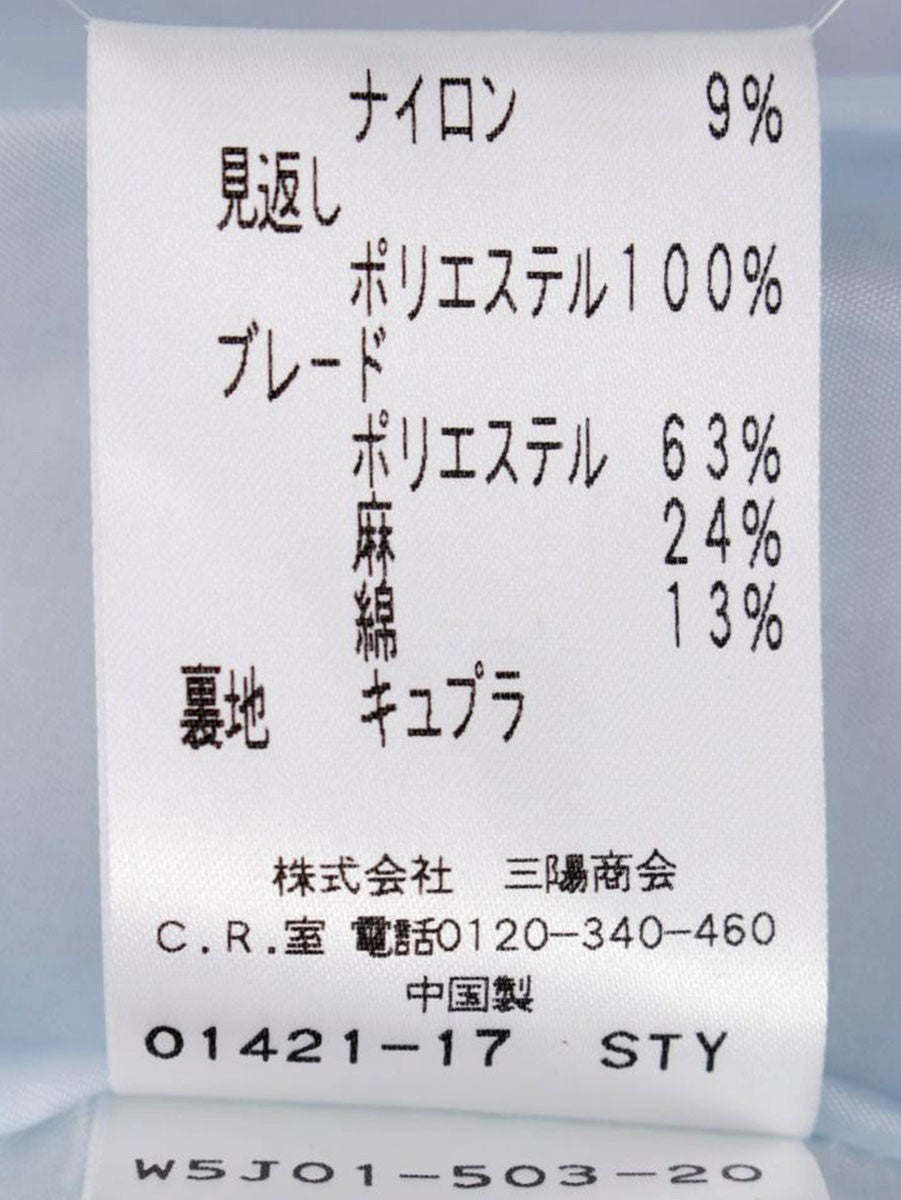 ナイロン 9%
見返し
ポリエステル100%
ブレード
ポリエステル 63%
麻 24%
綿 13%
裏地 キュプラ
株式会社 三陽商会
C.R.室 電話0120-340-460
中国製
01421-17 STY
W5J01-503-20